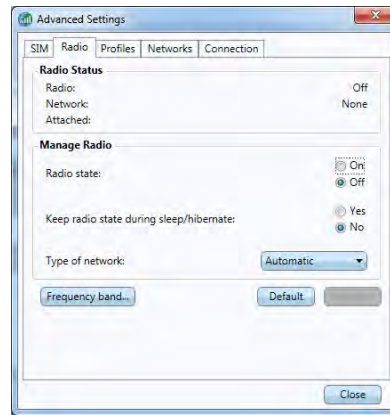 Advanced Settings
SIM Radio Profiles Networks Connection
Radio Status
Radio: Off
Network: None
Attached:
Manage Radio
Radio state: On
Off
Keep radio state during sleep/hibernate: Yes
No
Type of network: Automatic
Frequency band... Default
Close